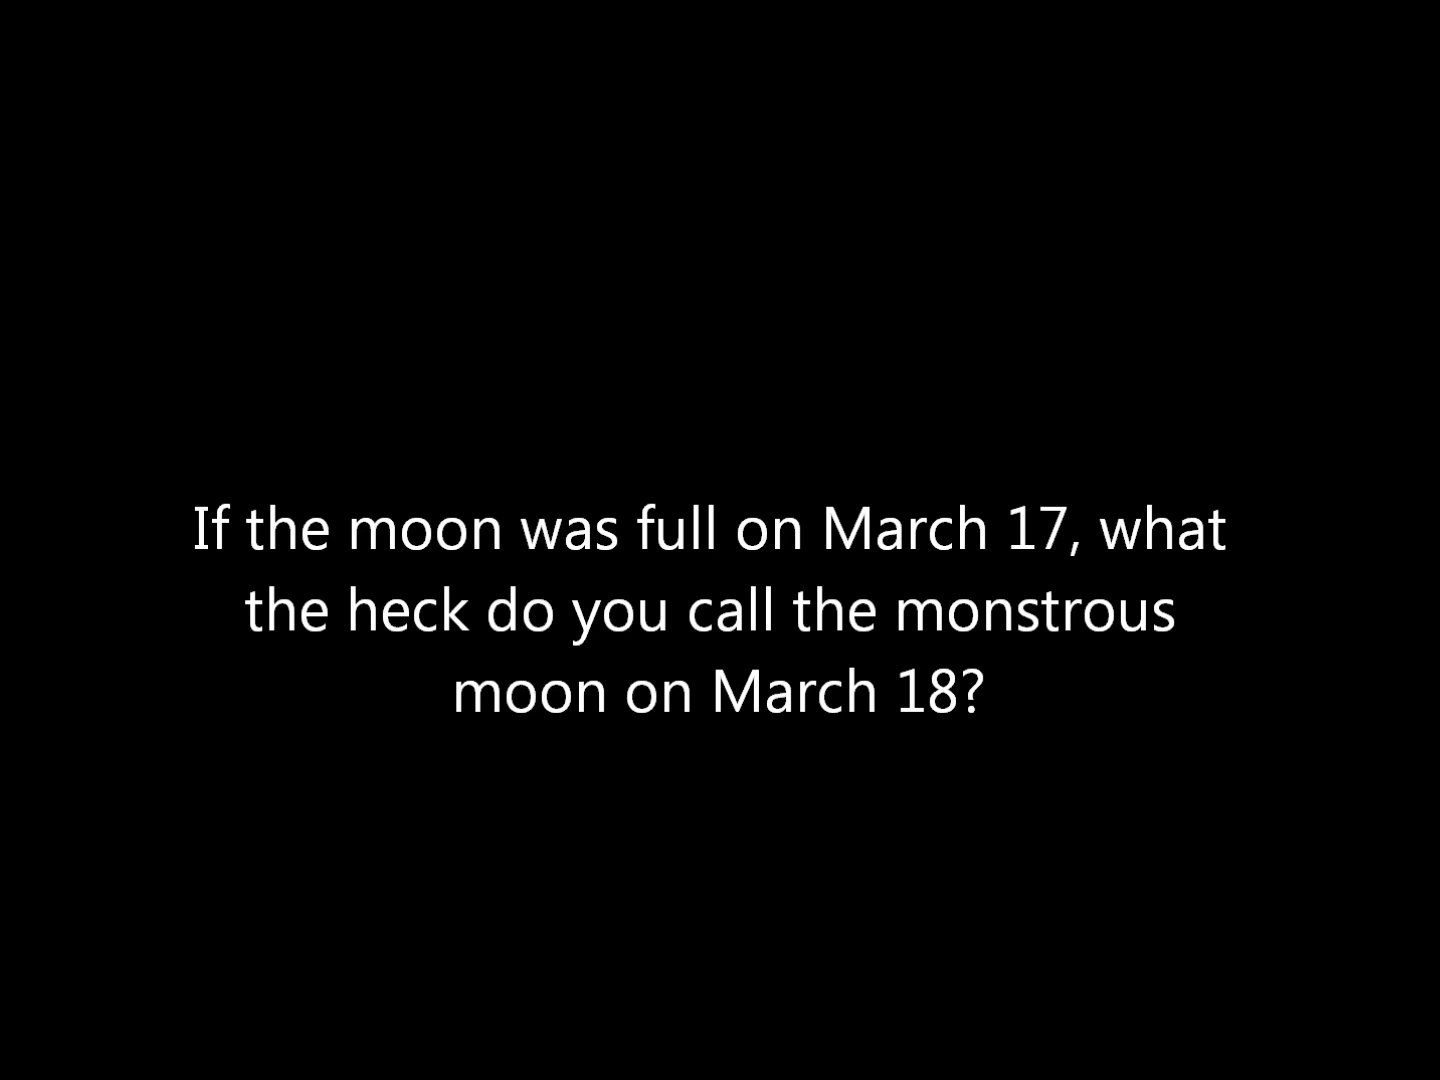 If the moon was full on March 17, what
the heck do you call the monstrous
moon on March 18?